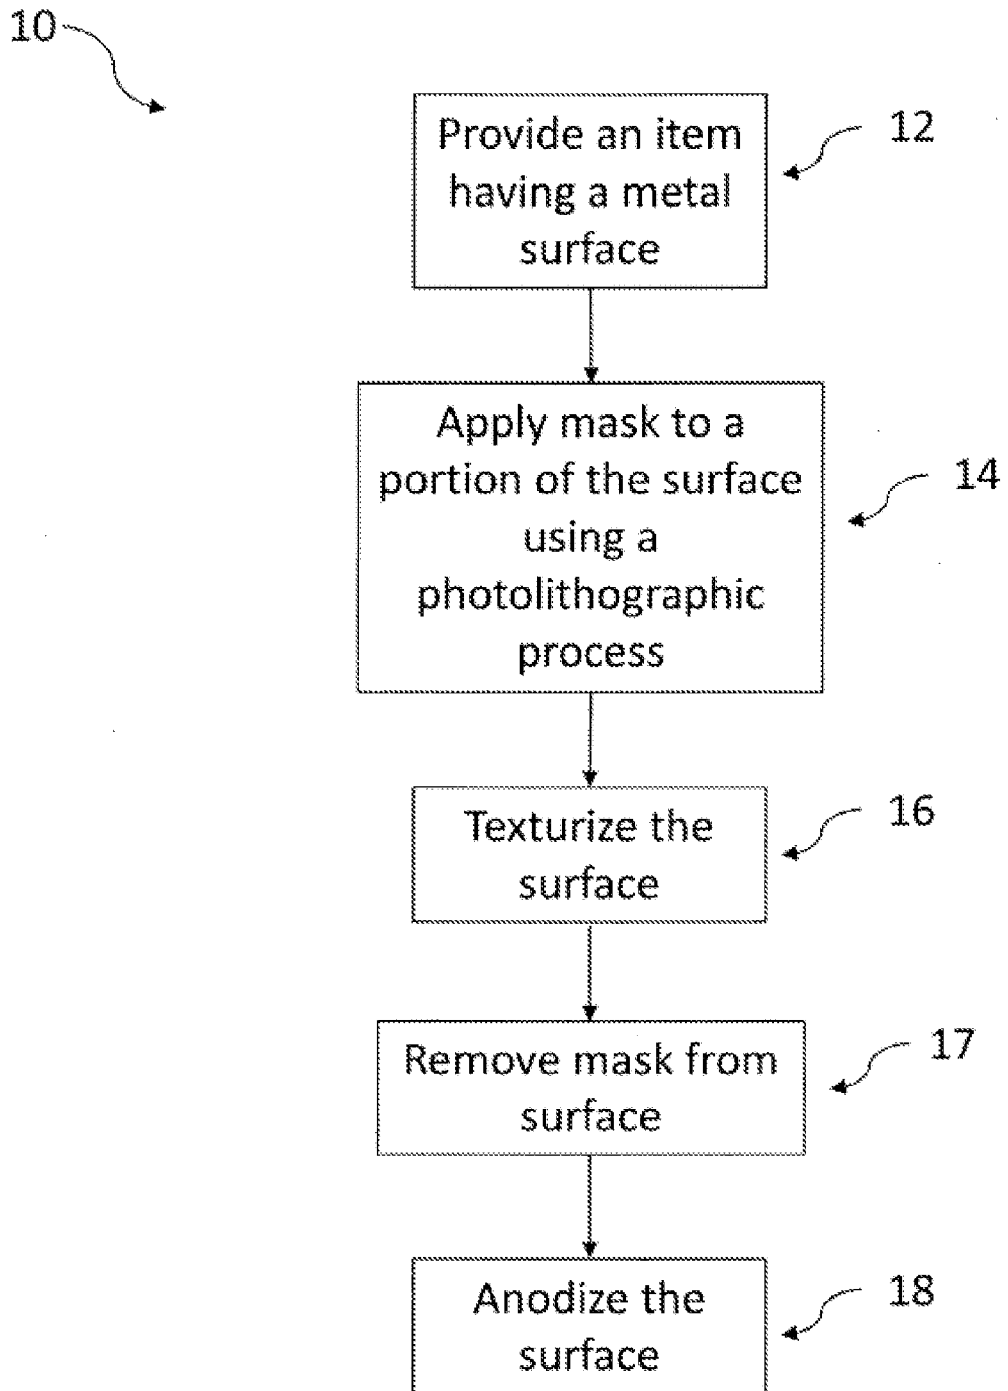 10
Provide an item
having a metal
surface
12
Apply mask to a
portion of the surface
using a
photolithographic
process
14
Texturize the
surface
16
Remove mask from
surface
17
Anodize the
surface
18